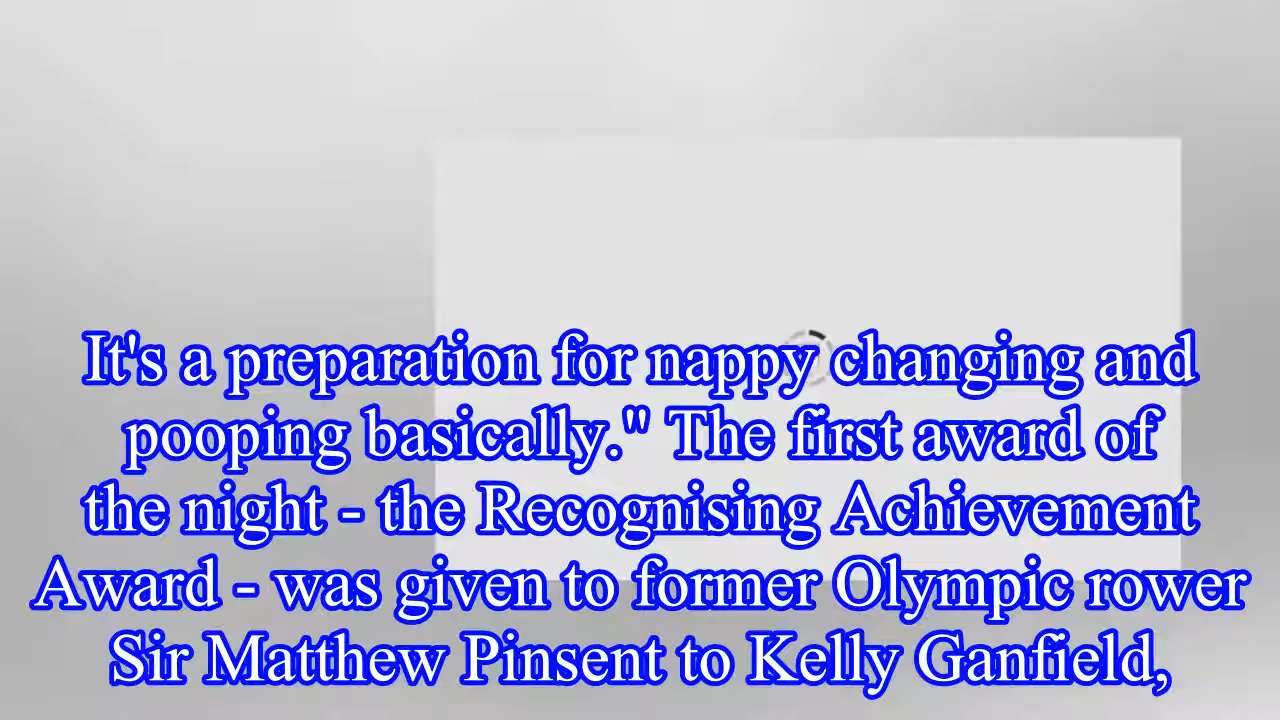 It's a preparation for nappy changing and
pooping basically." The first award of
the night - the Recognising Achievement
Award - was given to former Olympic rower
Sir Matthew Pinsent to Kelly Ganfield,